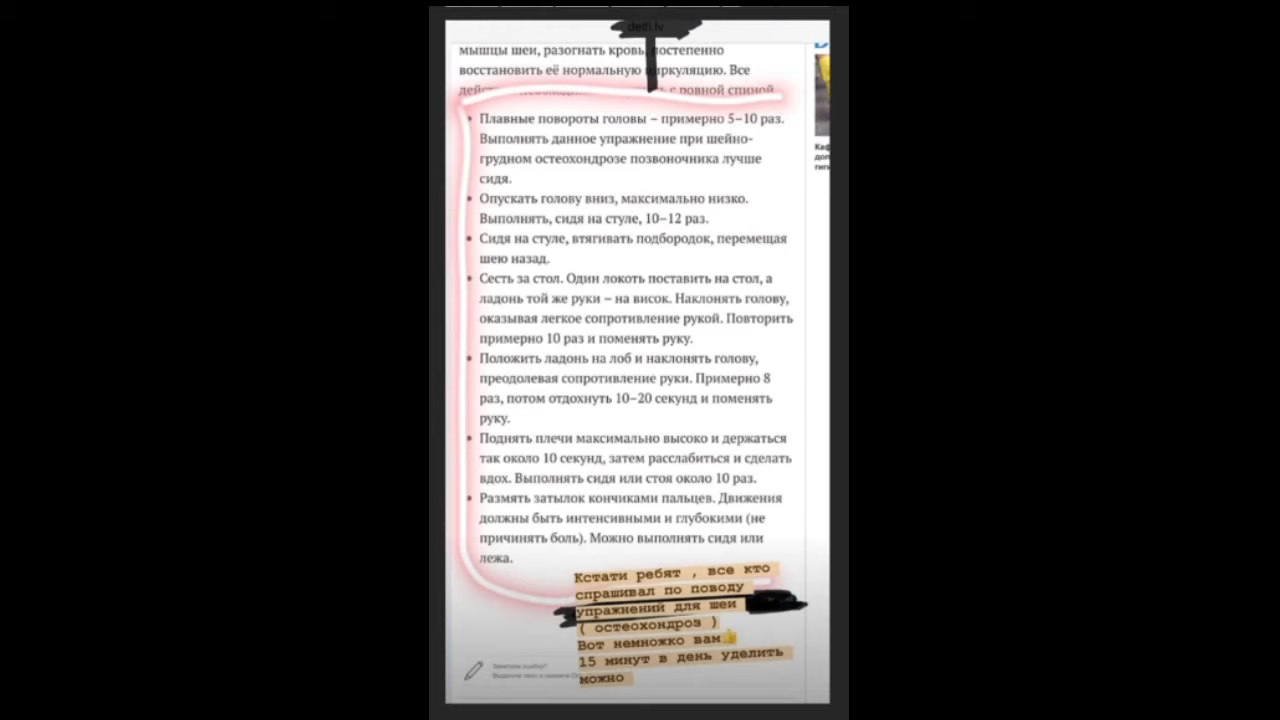 delfi.lv
мышцы шеи, разогнать кровь, постепенно
восстановить её нормальную циркуляцию. Все
с ровной спиной
Плавные повороты головы – примерно 5–10 раз.
Выполнять данное упражнение при шейно-
грудном остеохондрозе позвоночника лучше
сидя.
Опускать голову вниз, максимально низко.
Выполнять, сидя на стуле, 10–12 раз.
Сидя на стуле, втягивать подбородок, перемещая
шею назад.
Сесть за стол. Один локоть поставить на стол, а
ладонь той же руки – на висок. Наклонять голову,
оказывая легкое сопротивление рукой. Повторить
примерно 10 раз и поменять руку.
Положить ладонь на лоб и наклонять голову,
преодолевая сопротивление руки. Примерно 8
раз, потом отдохнуть 10–20 секунд и поменять
руку.
Поднять плечи максимально высоко и держаться
так около 10 секунд, затем расслабиться и сделать
вдох. Выполнять сидя или стоя около 10 раз.
Размять затылок кончиками пальцев. Движения
должны быть интенсивными и глубокими (не
причинять боль). Можно выполнять сидя или
лежа.
Кстати ребят , все кто
спрашивал по поводу
упражнений для шеи
( остеохондроз )
Вот немножко вам👍
15 минут в день уделить
можно
Заметили ошибку?